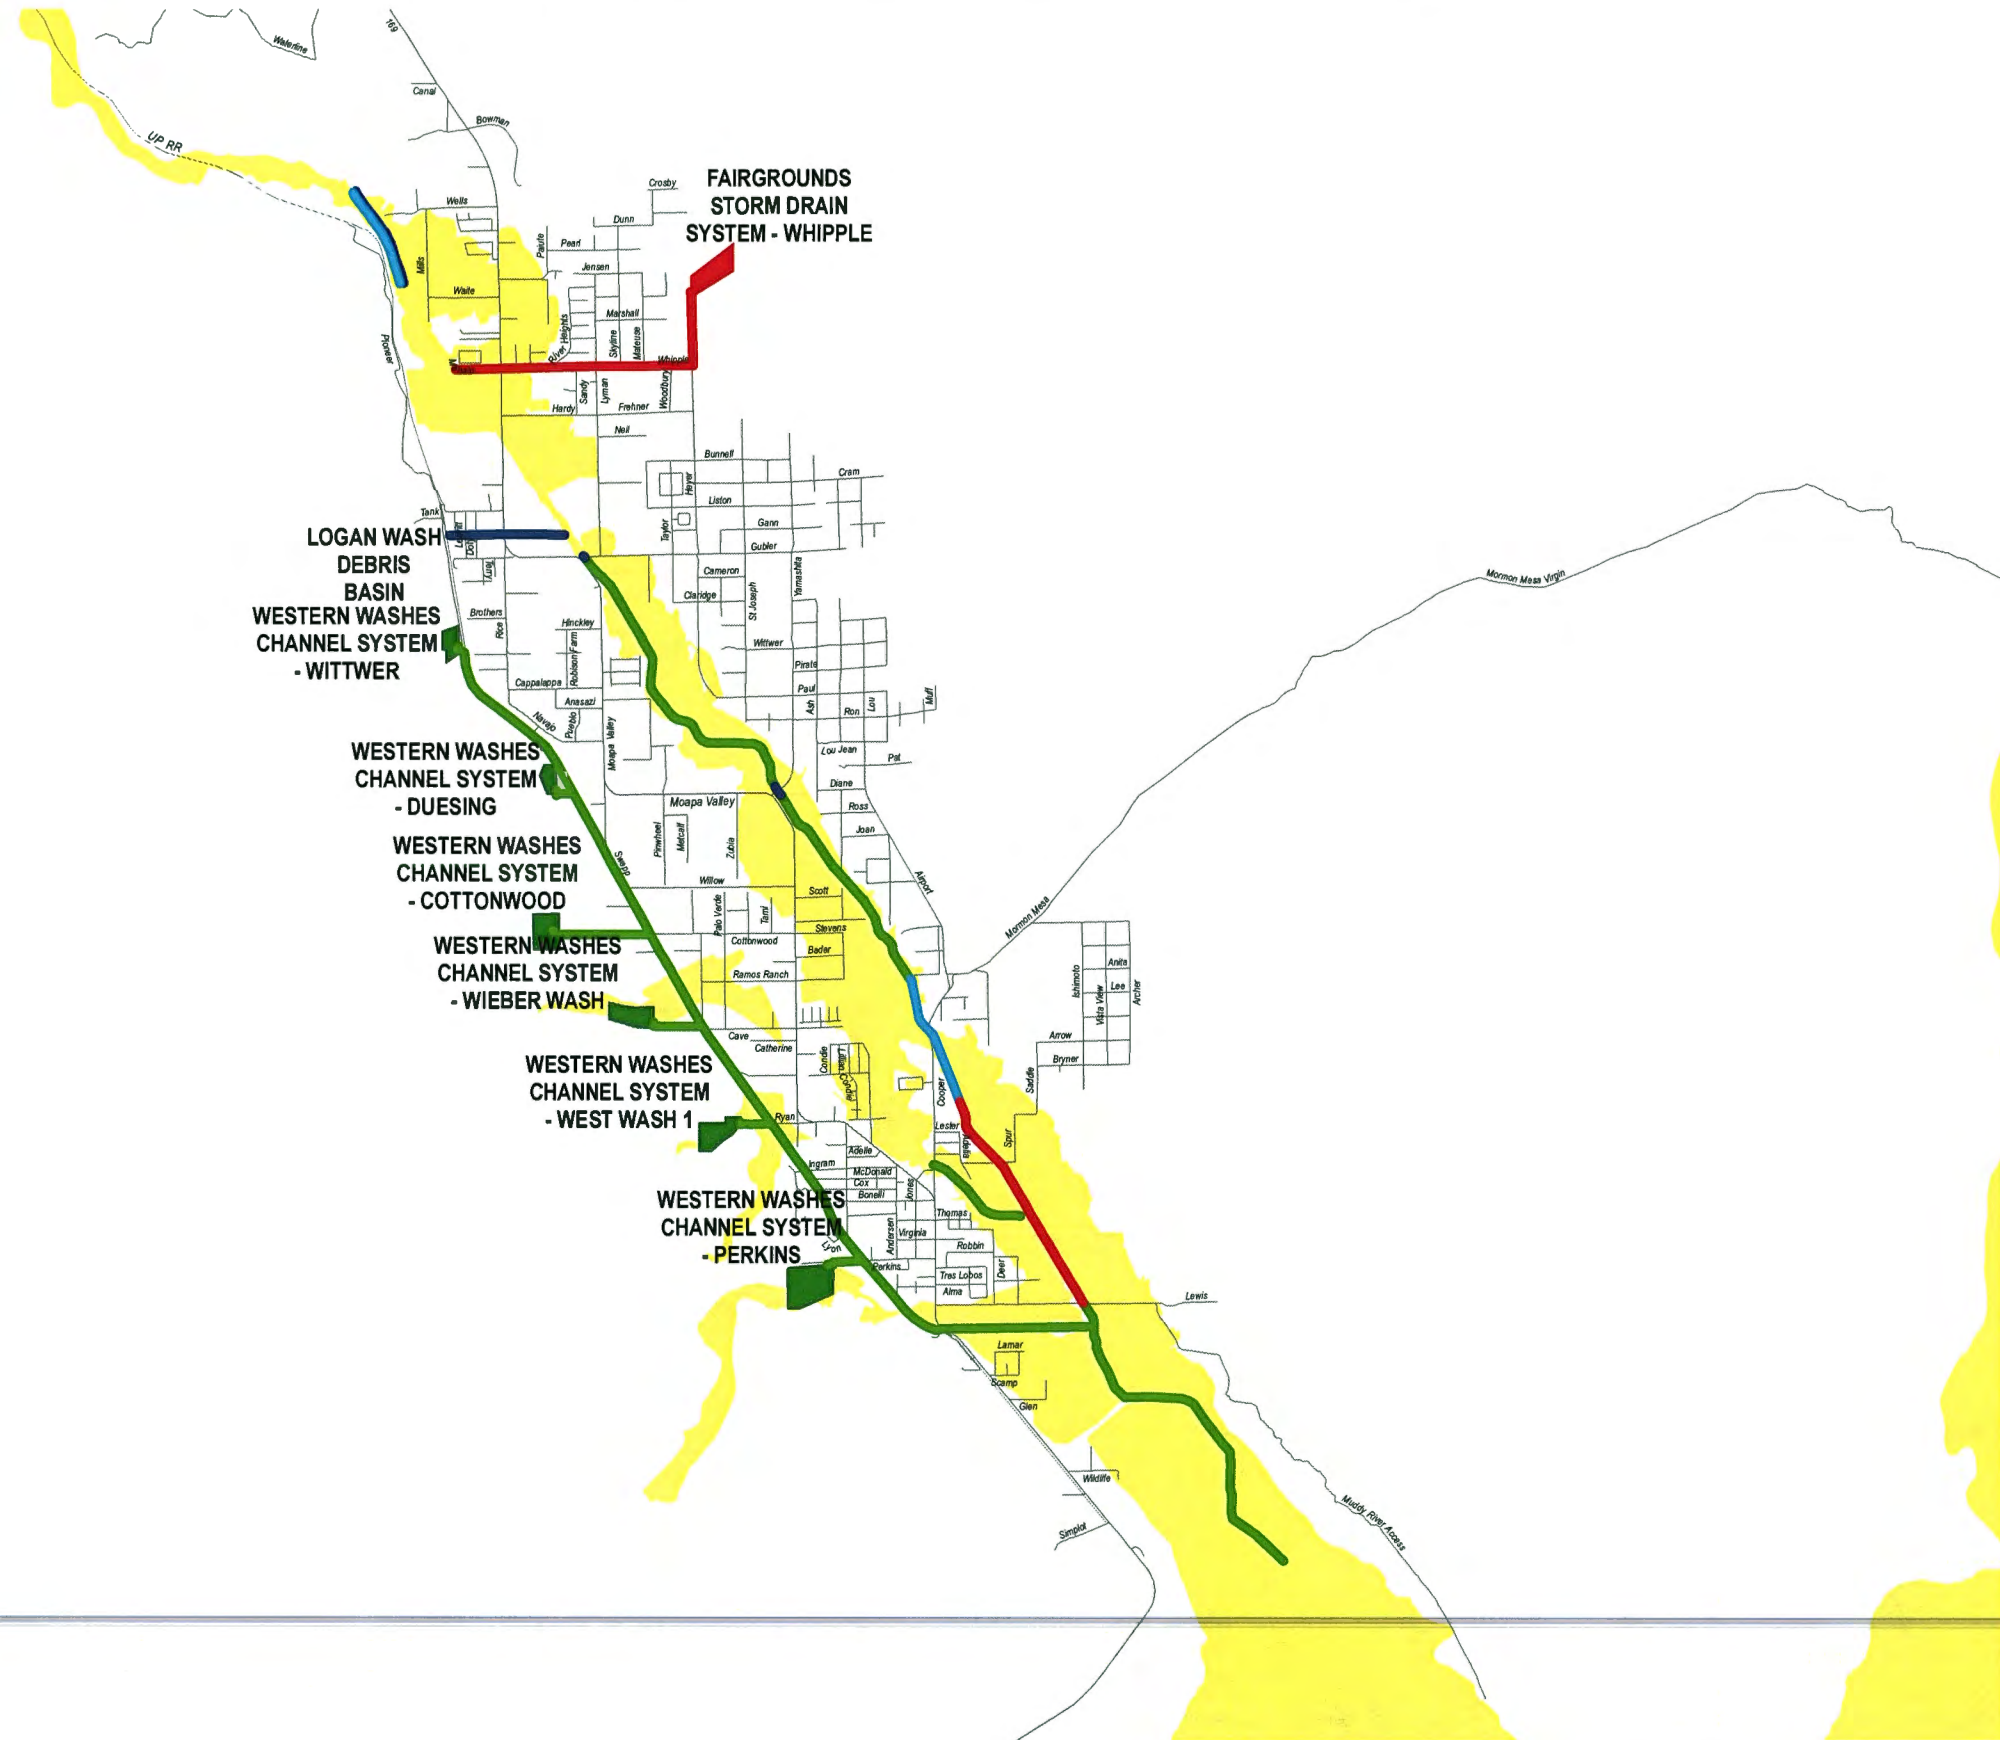 169
Waterline
Canal
Bowman
UP RR
FAIRGROUNDS
STORM DRAIN
SYSTEM - WHIPPLE
Crosby
Wells
Dunn
Paiute
Pearl
Mills
Jensen
Waite
Marshall
River Heights
Skyline
Mateuse
Pioneer
Whipple
Sandy
Lyman
Woodbury
Hardy
Frehner
Neil
Bunnell
Cram
Heyer
Liston
Tank
Gann
Taylor
Gubler
LOGAN WASH
DEBRIS
BASIN
Terry
Cameron
Yamashita
Claridge
St Joseph
Mormon Mesa Virgin
WESTERN WASHES
CHANNEL SYSTEM
- WITTWER
Brothers
Rice
Hinckley
Robison Farm
Wittwer
Pirate
Cappalappa
Paul
Anasazi
Ash
Lou
Muff
Navajo
Pueblo
Ron
Moapa Valley
WESTERN WASHES
CHANNEL SYSTEM
- DUESING
Lou Jean
Pat
Diane
Moapa Valley
Ross
Pinwheel
Metcalf
Zubia
Joan
WESTERN WASHES
CHANNEL SYSTEM
- COTTONWOOD
Swapp
Willow
Scott
Airport
Palo Verde
Tami
Stevens
Mormon Mesa
WESTERN WASHES
CHANNEL SYSTEM
- WIEBER WASH
Cottonwood
Bader
Ramos Ranch
Ishimoto
Anita
Lee
Vista View
Archer
Cave
Catherine
Arrow
Condie
Bryner
WESTERN WASHES
CHANNEL SYSTEM
- WEST WASH 1
Cooper
Saddle
Ryan
Lester
Spur
Adelle
Ingram
McDonald
Cox
Bonelli
Jones
WESTERN WASHES
CHANNEL SYSTEM
- PERKINS
Thomas
Andersen
Virginia
Lyon
Robbin
Perkins
Tres Lobos
Deer
Alma
Lewis
Lamar
Scamp
Glen
Wildlife
Simplot
Muddy River Access